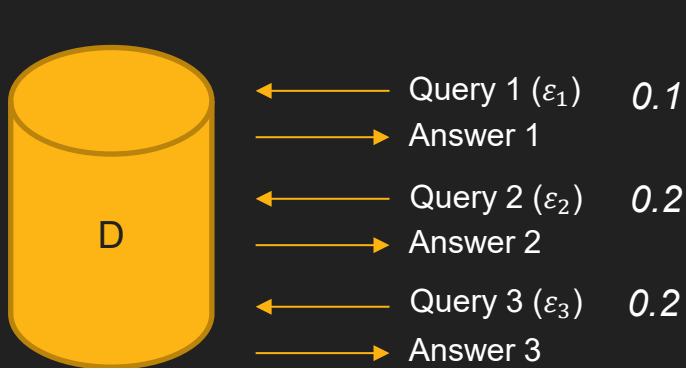 Query 1 (ε₁) 0.1
Answer 1
Query 2 (ε₂) 0.2
D
Answer 2
Query 3 (ε₃) 0.2
Answer 3